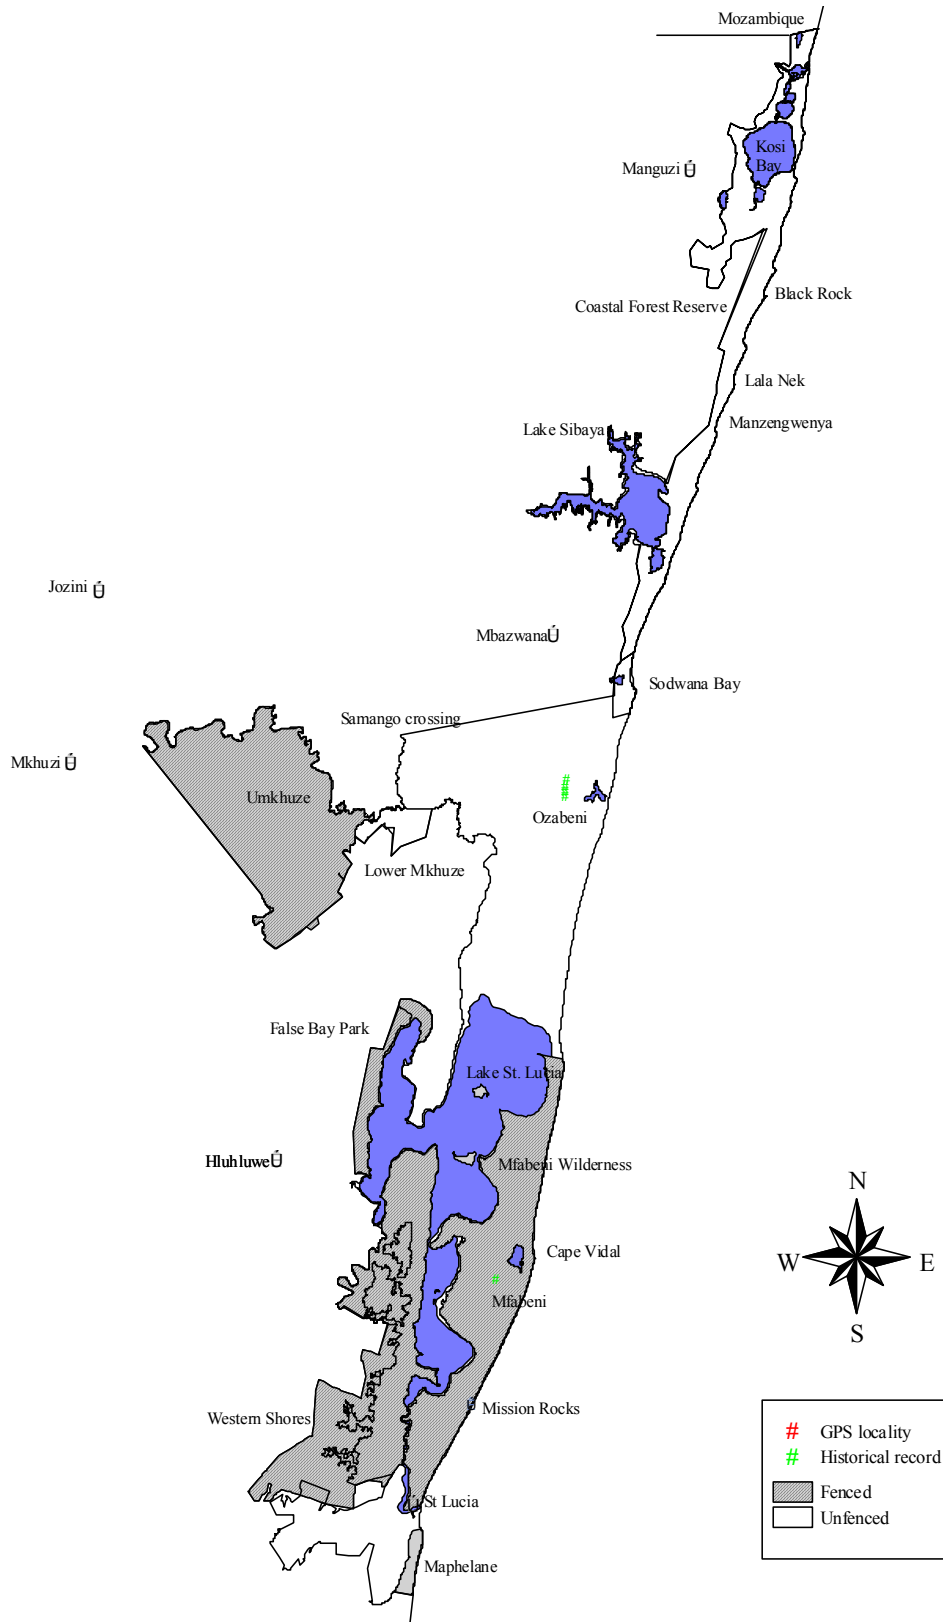 Mozambique
Kosi
Bay
Manguzi
Black Rock
Coastal Forest Reserve
Lala Nek
Manzengwenya
Lake Sibaya
Jozini
Mbazwana
Sodwana Bay
Samango crossing
Mkhuzi
Umkhuze
Ozabeni
Lower Mkhuze
False Bay Park
Lake St. Lucia
Hluhluwe
Mfabeni Wilderness
N
Cape Vidal
W
E
Mfabeni
S
Mission Rocks
Western Shores
# GPS locality
# Historical record
Fenced
St Lucia
Unfenced
Maphelane